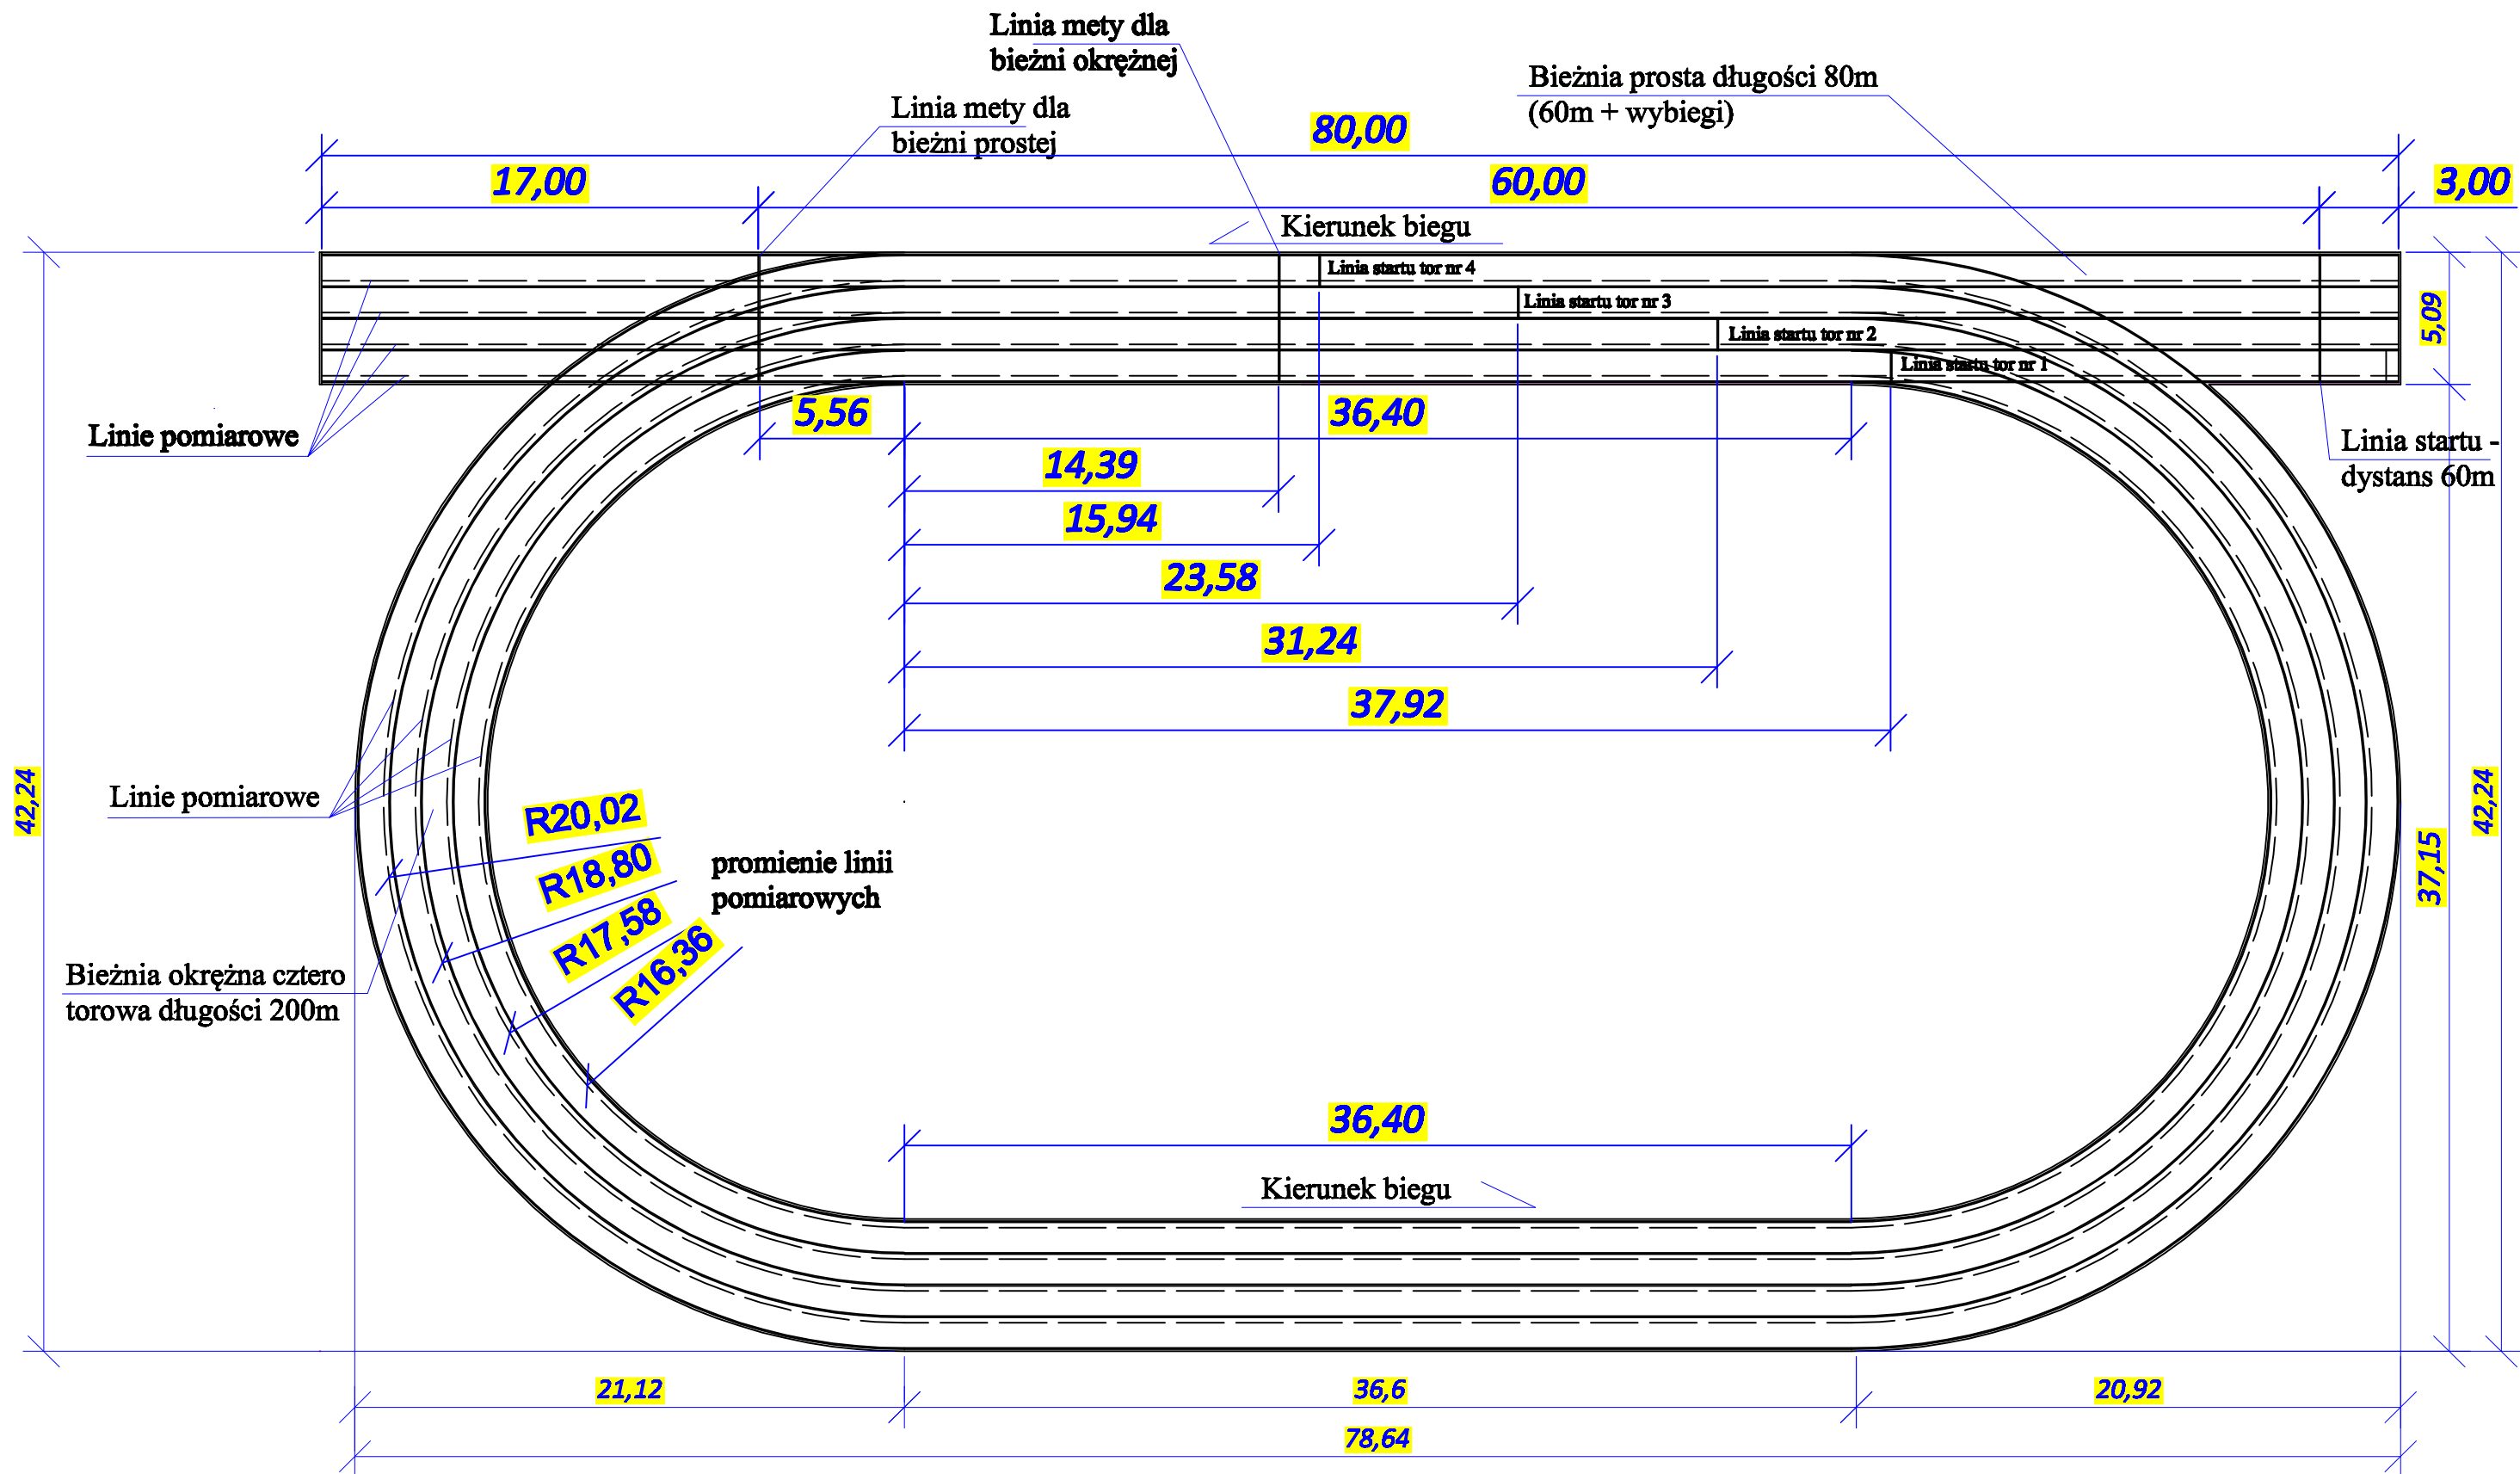 Linia mety dla
bieżni okrężnej
Bieżnia prosta długości 80m
(60m + wybiegi)
Linia mety dla
bieżni prostej
80,00
17,00
60,00
3,00
Kierunek biegu
Linia startu tor nr 4
Linia startu tor nr 3
Linia startu tor nr 2
Linia startu tor nr 1
5,09
5,56
36,40
Linie pomiarowe
Linia startu -
dystans 60m
14,39
15,94
23,58
31,24
37,92
42,24
42,24
37,15
Linie pomiarowe
R20,02
R18,80
R17,58
R16,36
promienie linii
pomiarowych
Bieżnia okrężna cztero
torowa długości 200m
36,40
Kierunek biegu
21,12
36,6
20,92
78,64